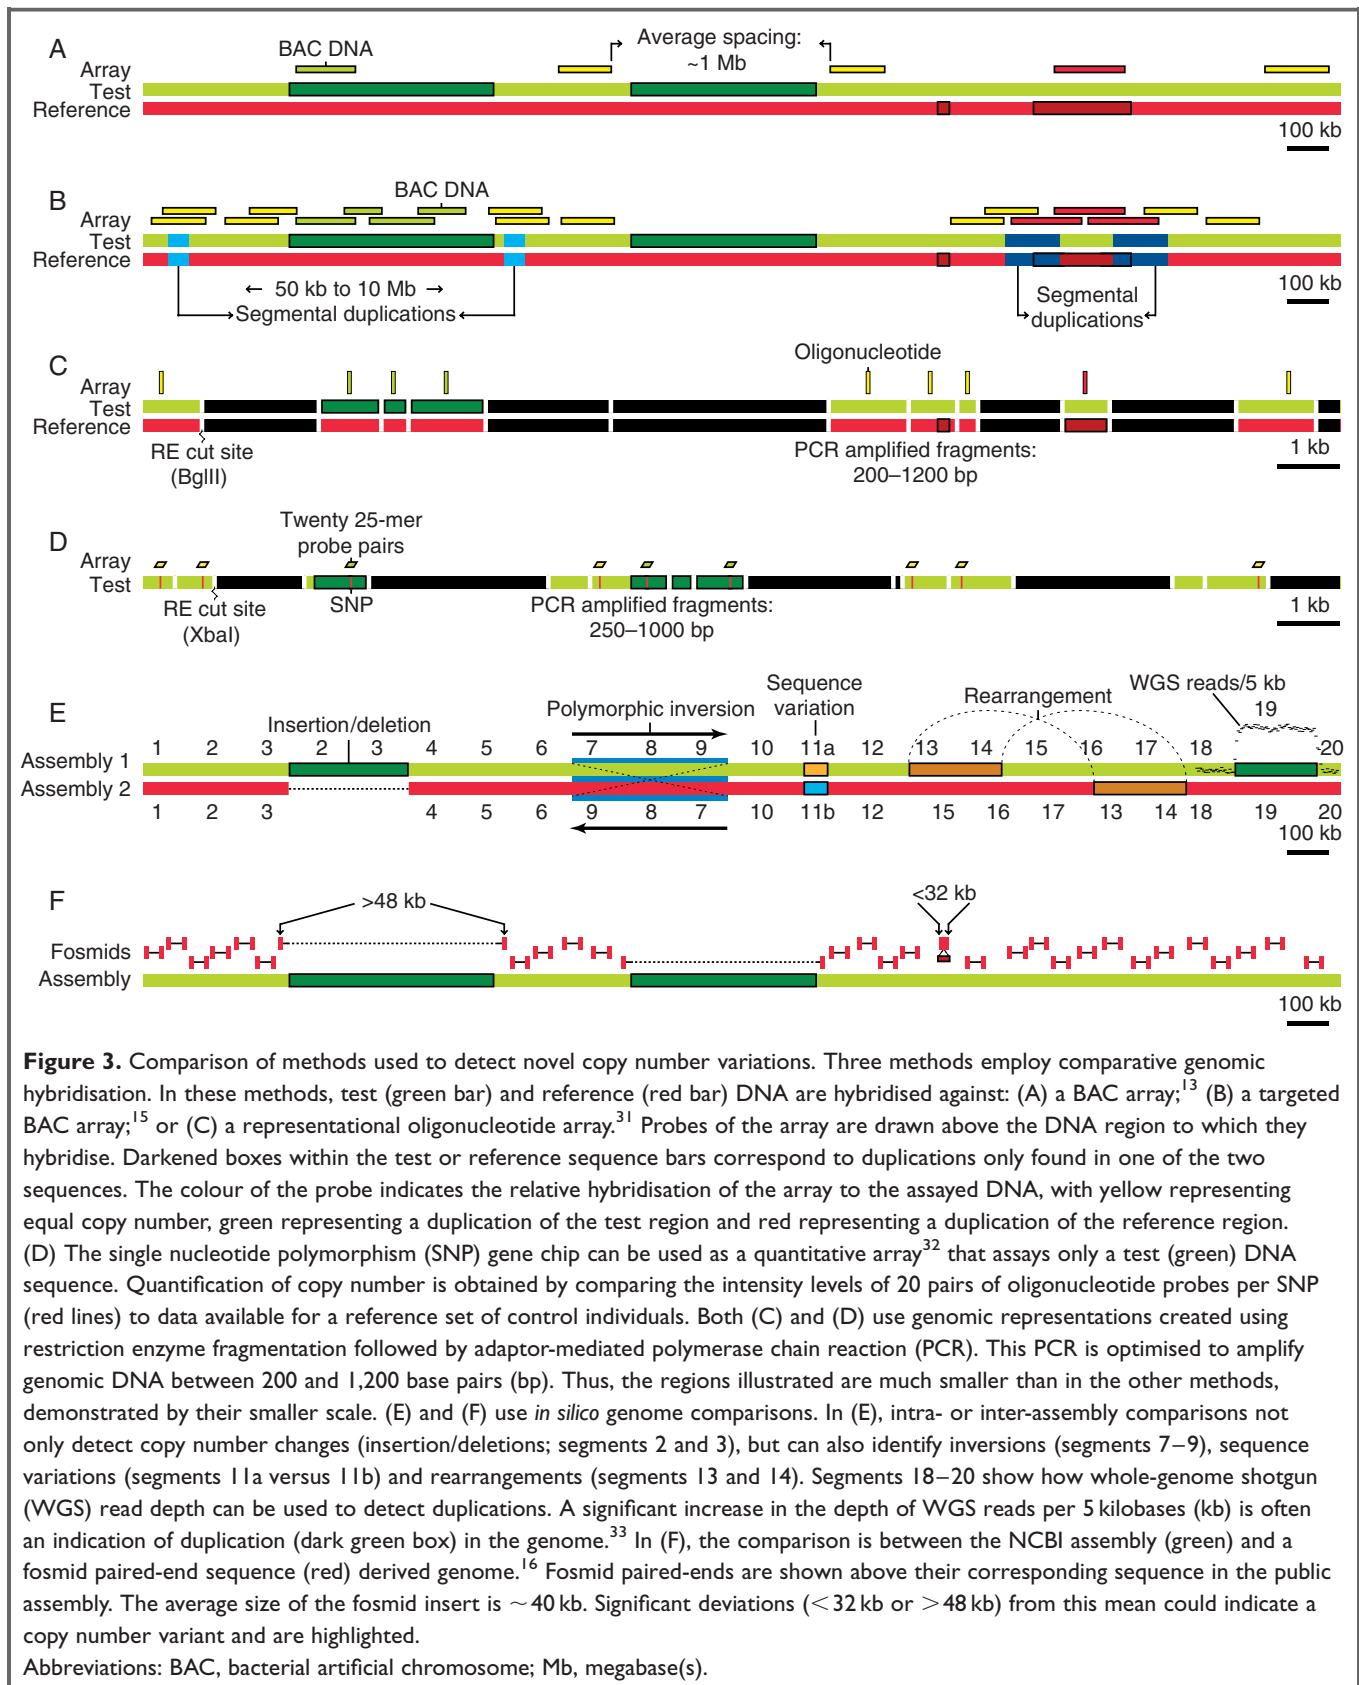 A
BAC DNA
Average spacing:
~1 Mb
Array
Test
Reference
100 kb
B
BAC DNA
Array
Test
Reference
50 kb to 10 Mb
Segmental duplications
Segmental
duplications
100 kb
C
Oligonucleotide
Array
Test
Reference
RE cut site
(BglII)
PCR amplified fragments:
200–1200 bp
1 kb
D
Twenty 25-mer
probe pairs
Array
Test
RE cut site
(XbaI)
SNP
PCR amplified fragments:
250–1000 bp
1 kb
E
Insertion/deletion
Polymorphic inversion
Sequence
variation
Rearrangement
WGS reads/5 kb
1 2 3 2 3 4 5 6 7 8 9 10 11a 12 13 14 15 16 17 18 19 20
Assembly 1
Assembly 2
1 2 3 4 5 6 9 8 7 10 11b 12 15 16 17 13 14 18 19 20
100 kb
F
>48 kb
<32 kb
Fosmids
Assembly
100 kb
Figure 3. Comparison of methods used to detect novel copy number variations. Three methods employ comparative genomic
hybridisation. In these methods, test (green bar) and reference (red bar) DNA are hybridised against: (A) a BAC array;13 (B) a targeted
BAC array;15 or (C) a representational oligonucleotide array.31 Probes of the array are drawn above the DNA region to which they
hybridise. Darkened boxes within the test or reference sequence bars correspond to duplications only found in one of the two
sequences. The colour of the probe indicates the relative hybridisation of the array to the assayed DNA, with yellow representing
equal copy number, green representing a duplication of the test region and red representing a duplication of the reference region.
(D) The single nucleotide polymorphism (SNP) gene chip can be used as a quantitative array32 that assays only a test (green) DNA
sequence. Quantification of copy number is obtained by comparing the intensity levels of 20 pairs of oligonucleotide probes per SNP
(red lines) to data available for a reference set of control individuals. Both (C) and (D) use genomic representations created using
restriction enzyme fragmentation followed by adaptor-mediated polymerase chain reaction (PCR). This PCR is optimised to amplify
genomic DNA between 200 and 1,200 base pairs (bp). Thus, the regions illustrated are much smaller than in the other methods,
demonstrated by their smaller scale. (E) and (F) use in silico genome comparisons. In (E), intra- or inter-assembly comparisons not
only detect copy number changes (insertion/deletions; segments 2 and 3), but can also identify inversions (segments 7–9), sequence
variations (segments 11a versus 11b) and rearrangements (segments 13 and 14). Segments 18–20 show how whole-genome shotgun
(WGS) read depth can be used to detect duplications. A significant increase in the depth of WGS reads per 5 kilobases (kb) is often
an indication of duplication (dark green box) in the genome.33 In (F), the comparison is between the NCBI assembly (green) and a
fosmid paired-end sequence (red) derived genome.16 Fosmid paired-ends are shown above their corresponding sequence in the public
assembly. The average size of the fosmid insert is ~40 kb. Significant deviations (<32 kb or >48 kb) from this mean could indicate a
copy number variant and are highlighted.
Abbreviations: BAC, bacterial artificial chromosome; Mb, megabase(s).